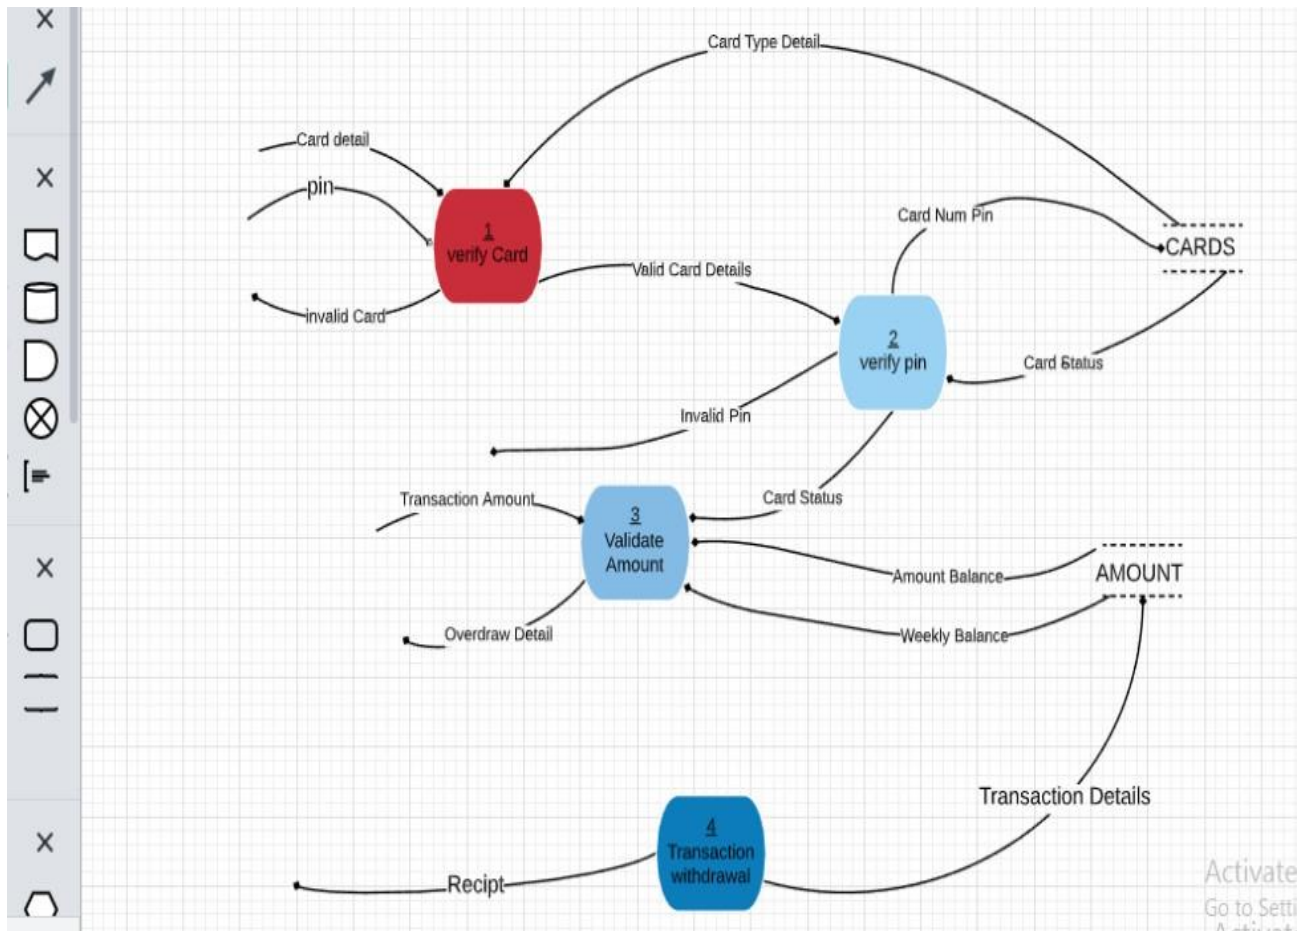 Card Type Detail
Card detail
pin
1
verify Card
invalid Card
Valid Card Details
Card Num Pin
CARDS
2
verify pin
Card Status
Invalid Pin
Transaction Amount
Card Status
3
Validate
Amount
Amount Balance
AMOUNT
Overdraw Detail
Weekly Balance
Transaction Details
4
Transaction
withdrawal
Recipt
Activate
Go to Setti